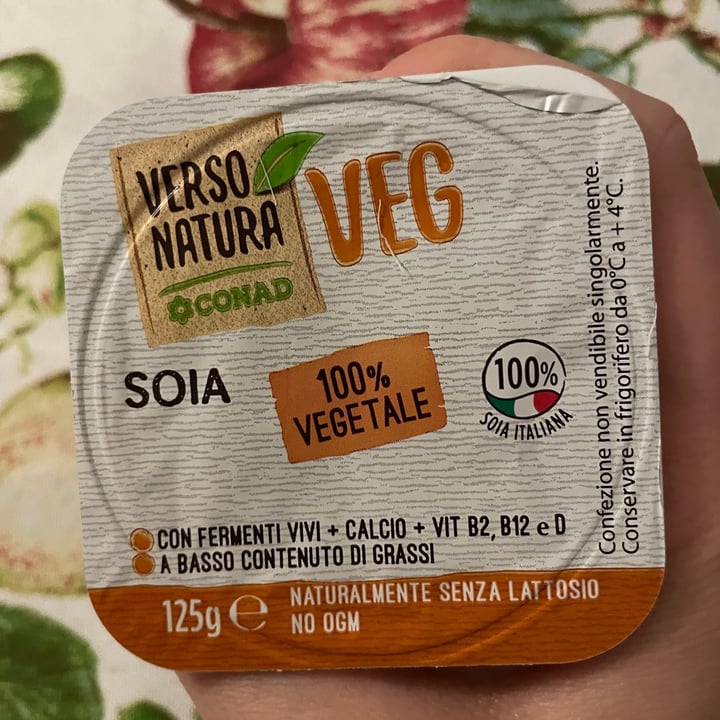 VERSO
NATURA
CONAD
VEG
SOIA
100%
VEGETALE
100%
SOIA ITALIANA
CON FERMENTI VIVI + CALCIO + VIT B2, B12 e D
A BASSO CONTENUTO DI GRASSI
125g e
NATURALMENTE SENZA LATTOSIO
NO OGM
Confezione non vendibile singolarmente.
Conservare in frigorifero da 0°C a + 4°C.